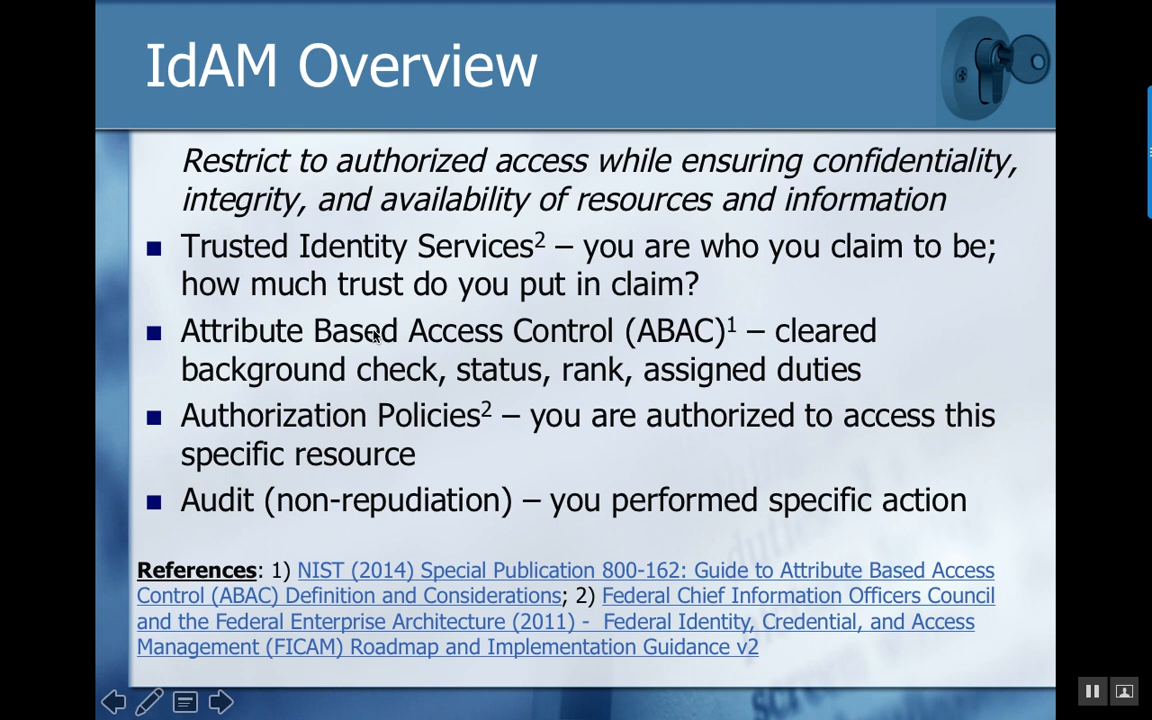 IdAM Overview
Restrict to authorized access while ensuring confidentiality,
integrity, and availability of resources and information
Trusted Identity Services2 – you are who you claim to be;
how much trust do you put in claim?
Attribute Based Access Control (ABAC)1 – cleared
background check, status, rank, assigned duties
Authorization Policies2 – you are authorized to access this
specific resource
Audit (non-repudiation) – you performed specific action
References: 1) NIST (2014) Special Publication 800-162: Guide to Attribute Based Access
Control (ABAC) Definition and Considerations; 2) Federal Chief Information Officers Council
and the Federal Enterprise Architecture (2011) - Federal Identity, Credential, and Access
Management (FICAM) Roadmap and Implementation Guidance v2